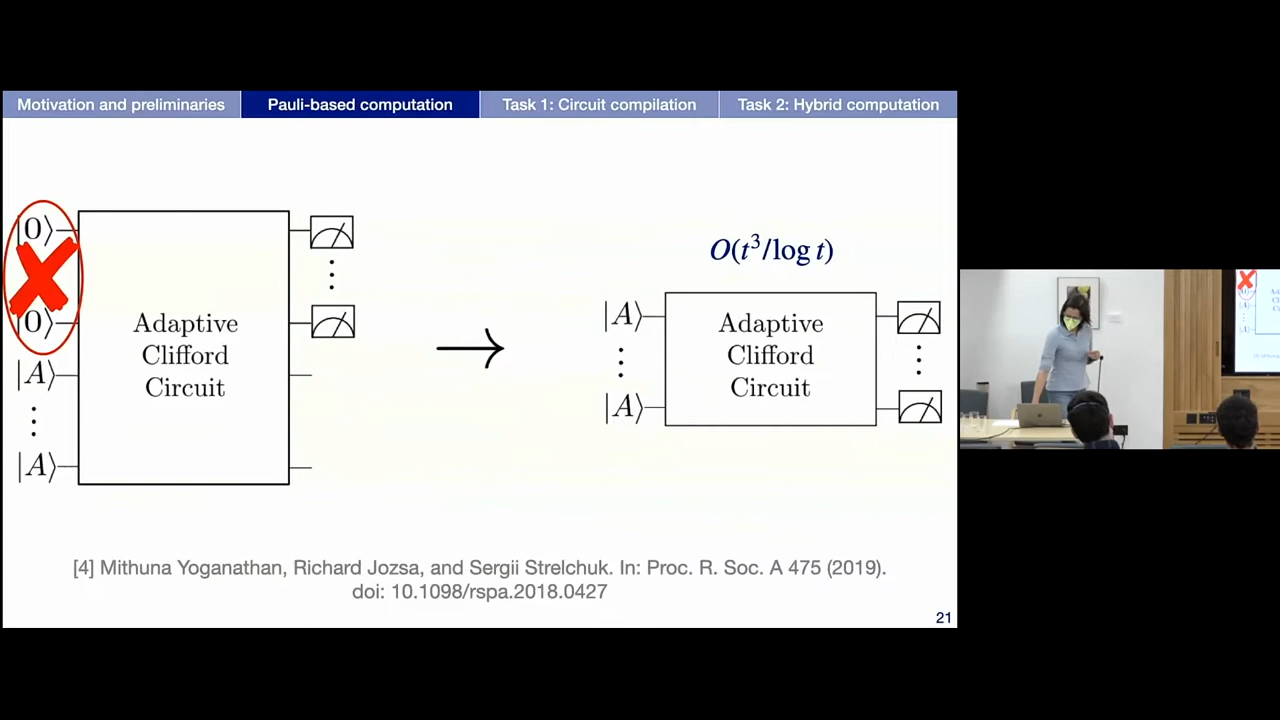 Motivation and preliminaries
Pauli-based computation
Task 1: Circuit compilation
Task 2: Hybrid computation
|0⟩
⋮
|0⟩
|A⟩
⋮
|A⟩
Adaptive
Clifford
Circuit
→
O(t³/log t)
|A⟩
⋮
|A⟩
Adaptive
Clifford
Circuit
[4] Mithuna Yoganathan, Richard Jozsa, and Sergii Strelchuk. In: Proc. R. Soc. A 475 (2019).
doi: 10.1098/rspa.2018.0427
21